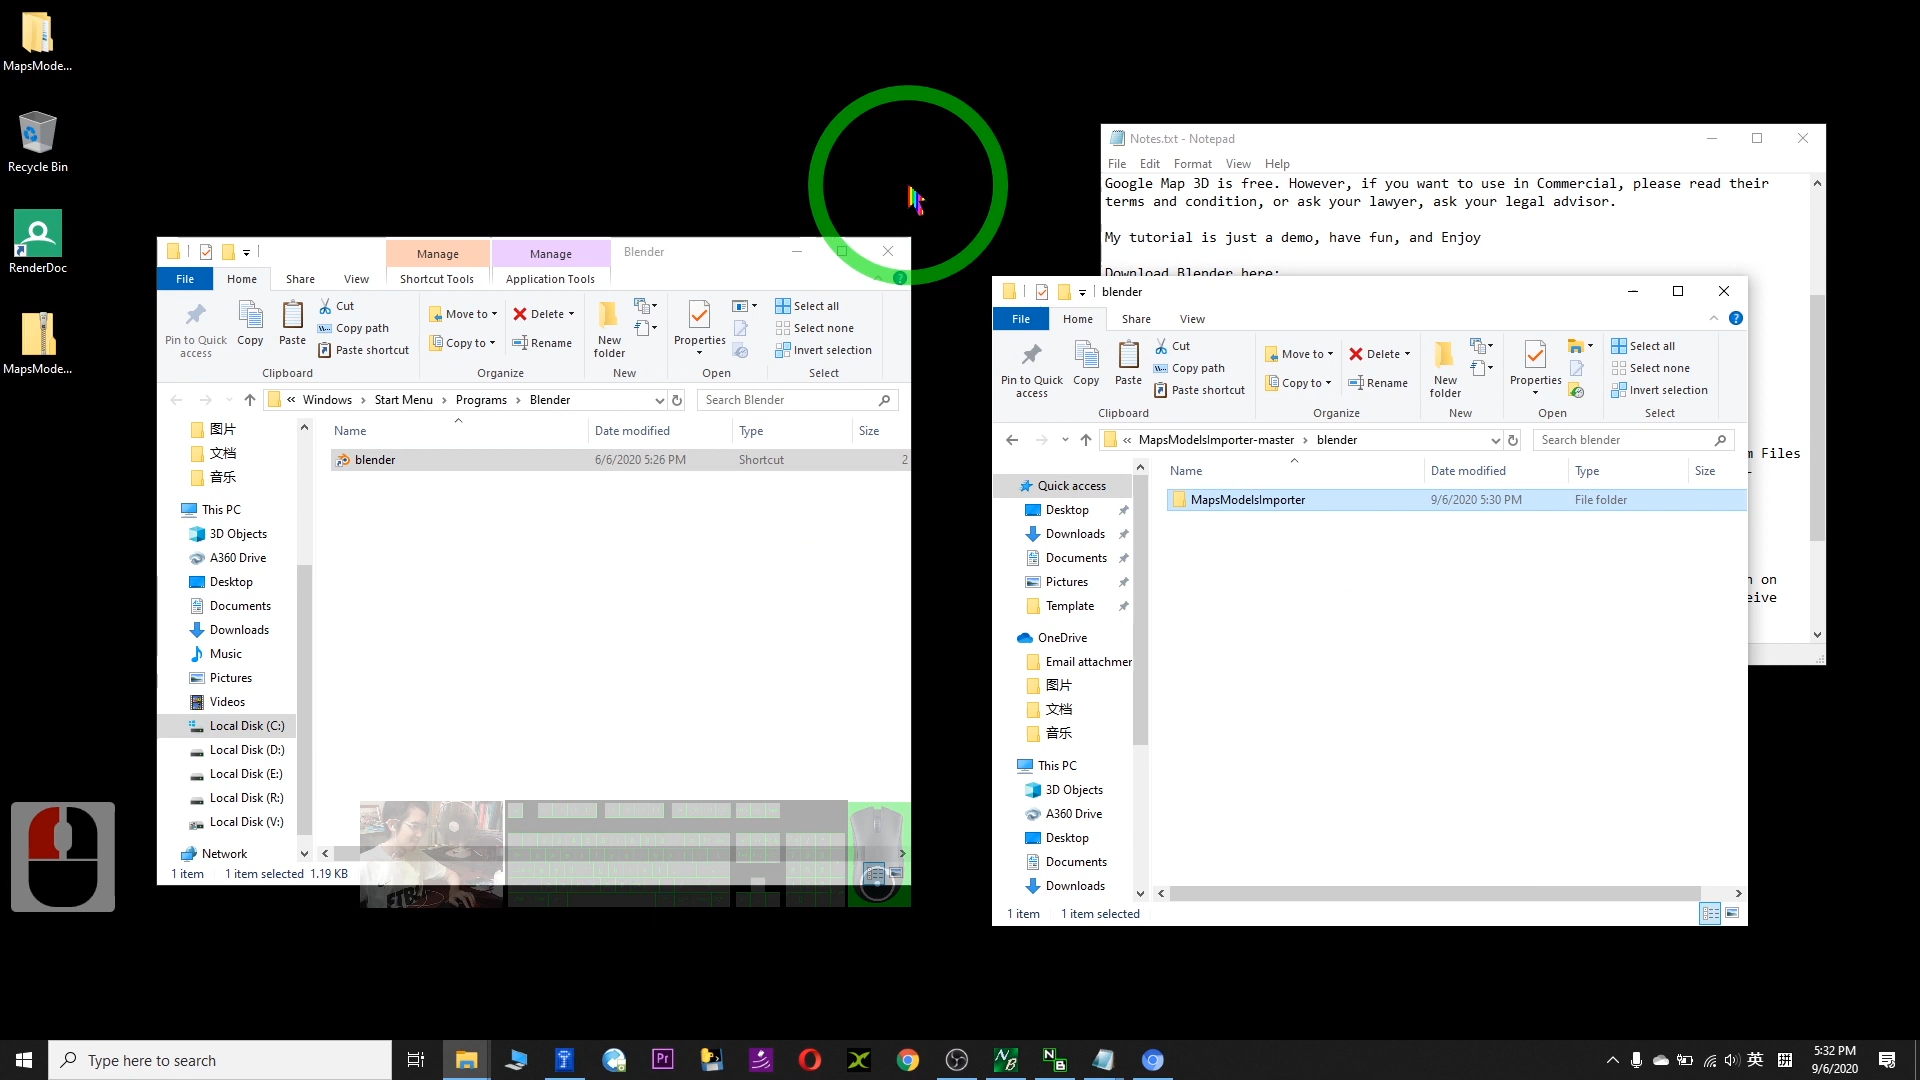 MapsMode...
Recycle Bin
RenderDoc
MapsMode...
Notes.txt - Notepad
File Edit Format View Help
Google Map 3D is free. However, if you want to use in Commercial, please read their
terms and condition, or ask your lawyer, ask your legal advisor.
My tutorial is just a demo, have fun, and Enjoy
Download Blender here:
Files
on
Manage Manage Blender
File Home Share View Shortcut Tools Application Tools
Pin to Quick access
Copy
Paste
Cut
Copy path
Paste shortcut
Clipboard
Move to
Copy to
Delete
Rename
Organize
New folder
New
Properties
Open
Select all
Select none
Invert selection
Select
« Windows > Start Menu > Programs > Blender
Search Blender
Name Date modified Type Size
blender 6/6/2020 5:26 PM Shortcut 2
图片
文档
音乐
This PC
3D Objects
A360 Drive
Desktop
Documents
Downloads
Music
Pictures
Videos
Local Disk (C:)
Local Disk (D:)
Local Disk (E:)
Local Disk (R:)
Local Disk (V:)
Network
1 item 1 item selected 1.19 KB
blender
File Home Share View
Pin to Quick access
Copy
Paste
Cut
Copy path
Paste shortcut
Clipboard
Move to
Copy to
Delete
Rename
Organize
New folder
New
Properties
Open
Select all
Select none
Invert selection
Select
« MapsModelsImporter-master > blender
Search blender
Name Date modified Type Size
MapsModelsImporter 9/6/2020 5:30 PM File folder
Quick access
Desktop
Downloads
Documents
Pictures
Template
OneDrive
Email attachmer
图片
文档
音乐
This PC
3D Objects
A360 Drive
Desktop
Documents
Downloads
1 item 1 item selected
Type here to search
Pr
英
拼
5:32 PM
9/6/2020